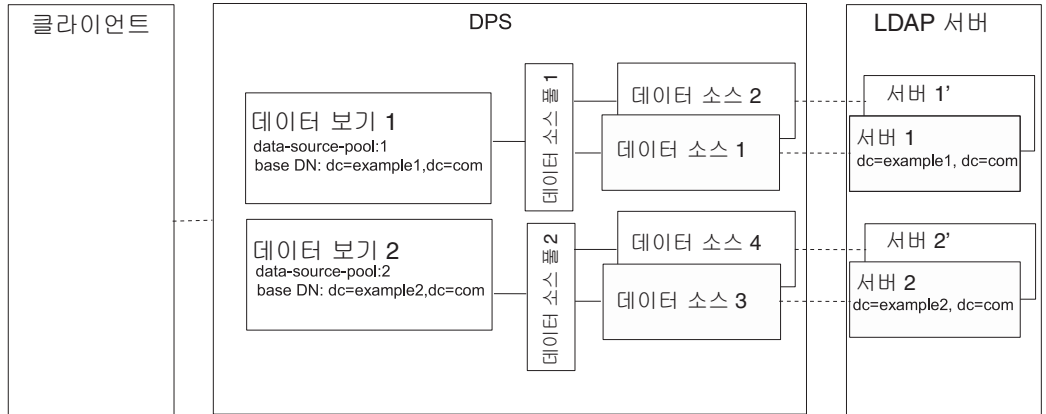 클라이언트
DPS
LDAP 서버
데이터 보기 1
data-source-pool:1
base DN: dc=example1,dc=com
데이터 소스 풀 1
데이터 소스 2
데이터 소스 1
서버 1’
서버 1
dc=example1, dc=com
데이터 보기 2
data-source-pool:2
base DN: dc=example2,dc=com
데이터 소스 풀 2
데이터 소스 4
데이터 소스 3
서버 2’
서버 2
dc=example2, dc=com